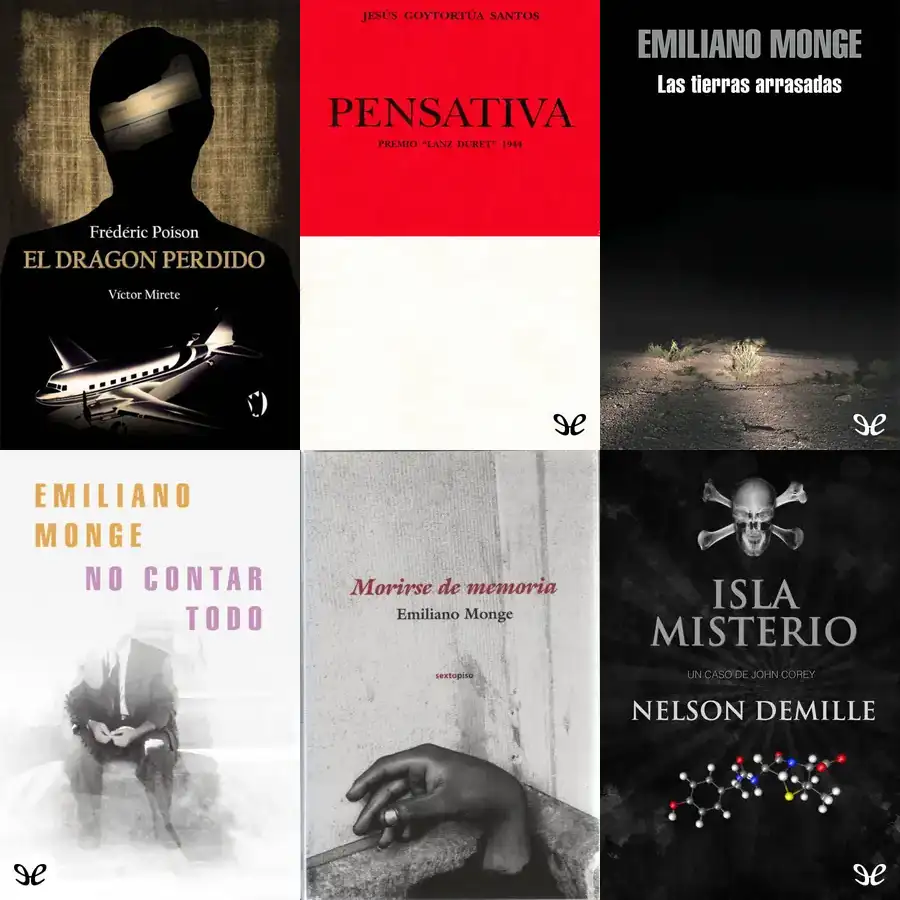 Frédéric Poison
EL DRAGON PERDIDO
Víctor Mirete
JESÚS GOYTORTÚA SANTOS
PENSATIVA
PREMIO "LANZ DURET" 1944
EMILIANO MONGE
Las tierras arrasadas
EMILIANO
MONGE
NO CONTAR
TODO
Morirse de memoria
Emiliano Monge
sextopiso
ISLA
MISTERIO
UN CASO DE JOHN COREY
NELSON DEMILLE